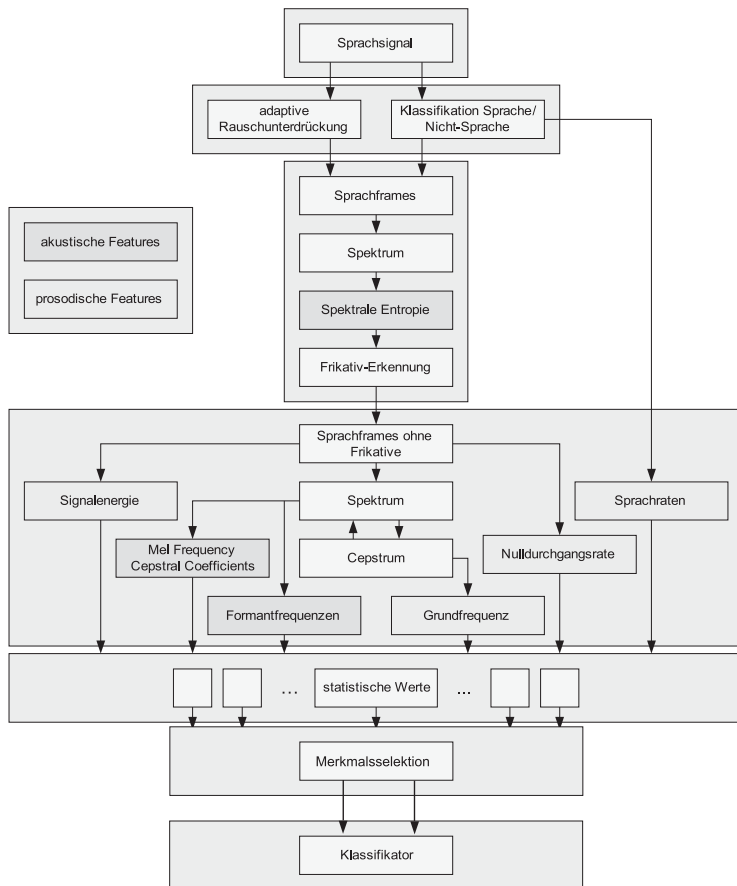 Sprachsignal
adaptive
Rauschunterdrückung
Klassifikation Sprache/
Nicht-Sprache
Sprachframes
akustische Features
prosodische Features
Spektrum
Spektrale Entropie
Frikativ-Erkennung
Sprachframes ohne
Frikative
Signalenergie
Spektrum
Sprachraten
Mel Frequency
Cepstral Coefficients
Cepstrum
Nulldurchgangsrate
Formantfrequenzen
Grundfrequenz
... statistische Werte ...
Merkmalsselektion
Klassifikator